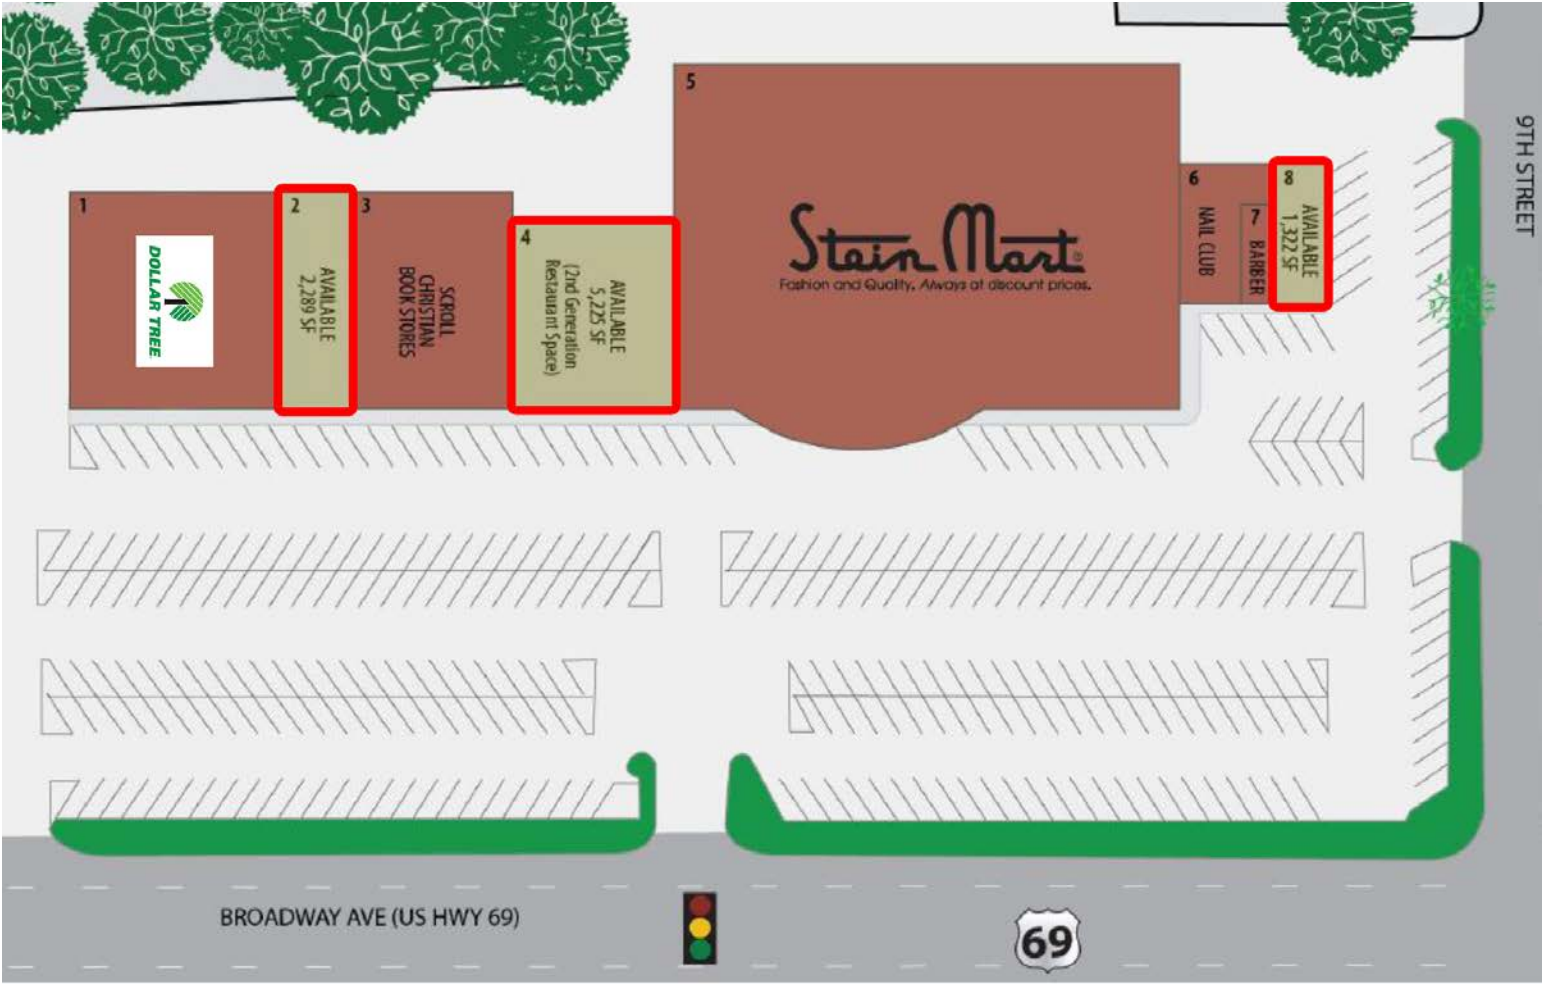 5
9TH STREET
1
DOLLAR TREE
2
AVAILABLE
2,289 SF
3
SCROLL
CHRISTIAN
BOOK STORES
4
AVAILABLE
5,225 SF
(2nd Generation
Restaurant Space)
Stein Mart®
Fashion and Quality. Always at discount prices.
6
NAIL CLUB
7
BARBER
8
AVAILABLE
1,322 SF
BROADWAY AVE (US HWY 69)
69